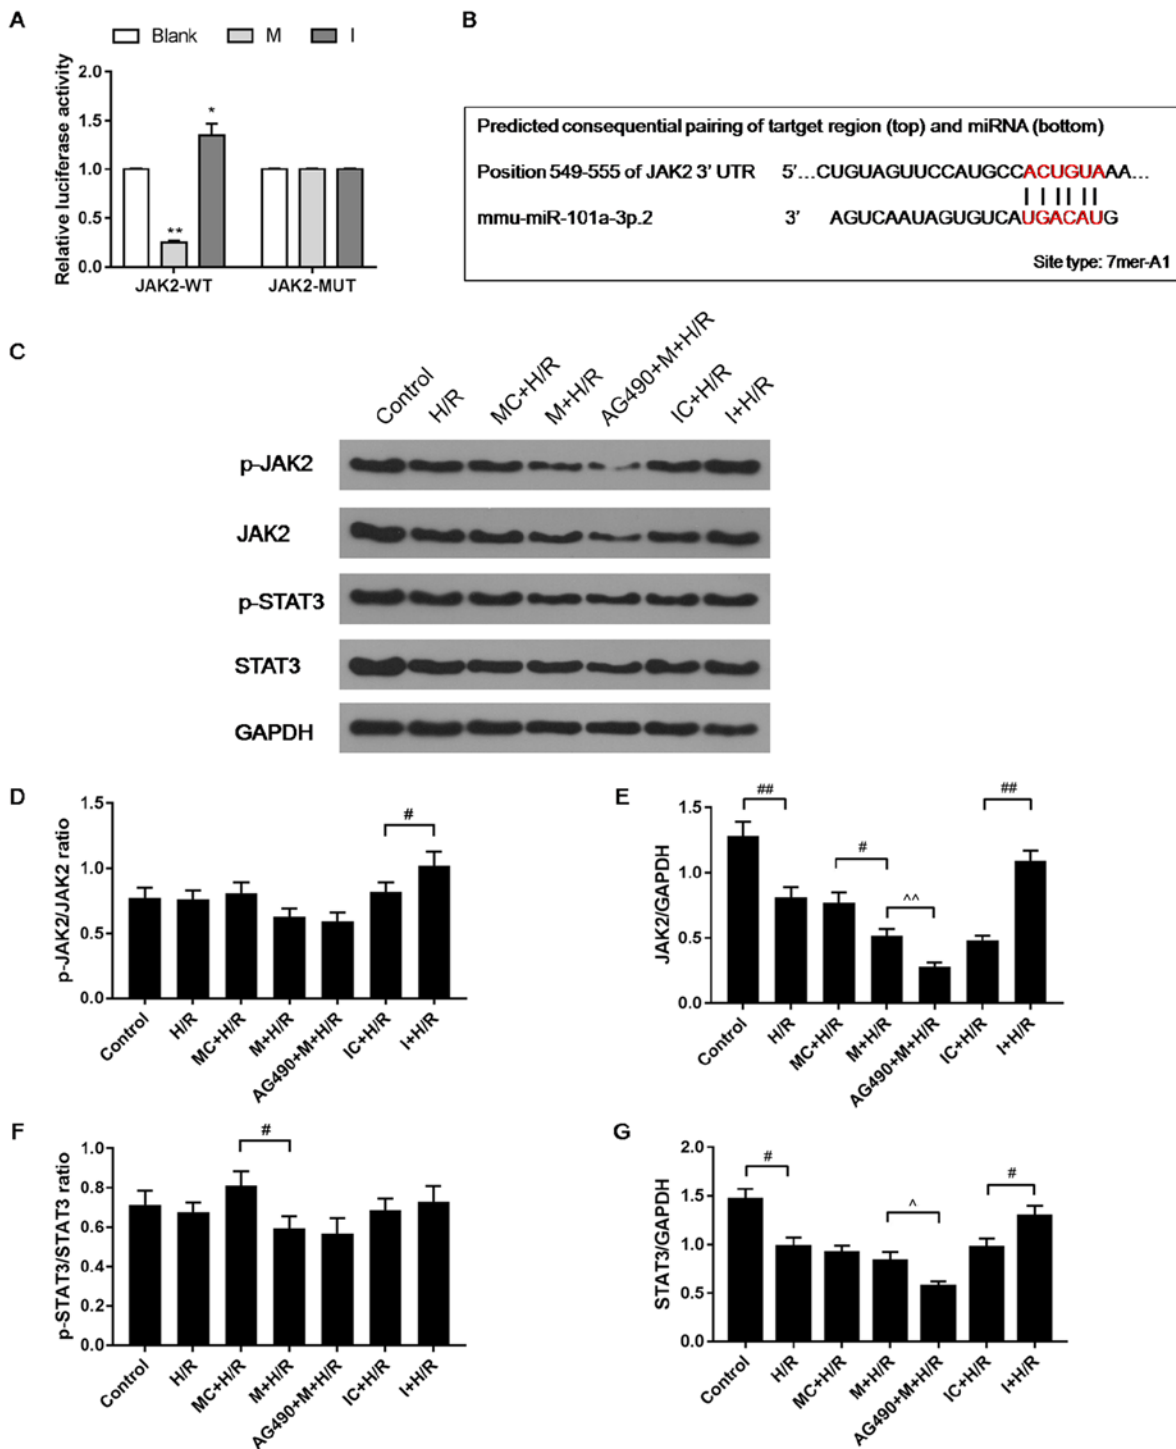 A
Blank M I
Relative luciferase activity
2.0
1.5
1.0
0.5
0.0
*
**
JAK2-WT JAK2-MUT
B
Predicted consequential pairing of tartget region (top) and miRNA (bottom)
Position 549-555 of JAK2 3' UTR 5'...CUGUAGUUCCAUGCCACUGUAAA...
mmu-miR-101a-3p.2 3' AGUCAAUAGUGUCAUGACAUG
Site type: 7mer-A1
C
Control H/R MC+H/R M+H/R AG490+M+H/R IC+H/R I+H/R
p-JAK2
JAK2
p-STAT3
STAT3
GAPDH
D
p-JAK2/JAK2 ratio
1.5
1.0
0.5
0.0
#
Control H/R MC+H/R M+H/R AG490+M+H/R IC+H/R I+H/R
E
JAK2/GAPDH
1.5
1.0
0.5
0.0
## # ^^ ##
Control H/R MC+H/R M+H/R AG490+M+H/R IC+H/R I+H/R
F
p-STAT3/STAT3 ratio
1.0
0.8
0.6
0.4
0.2
0.0
#
Control H/R MC+H/R M+H/R AG490+M+H/R IC+H/R I+H/R
G
STAT3/GAPDH
2.0
1.5
1.0
0.5
0.0
# ^ #
Control H/R MC+H/R M+H/R AG490+M+H/R IC+H/R I+H/R